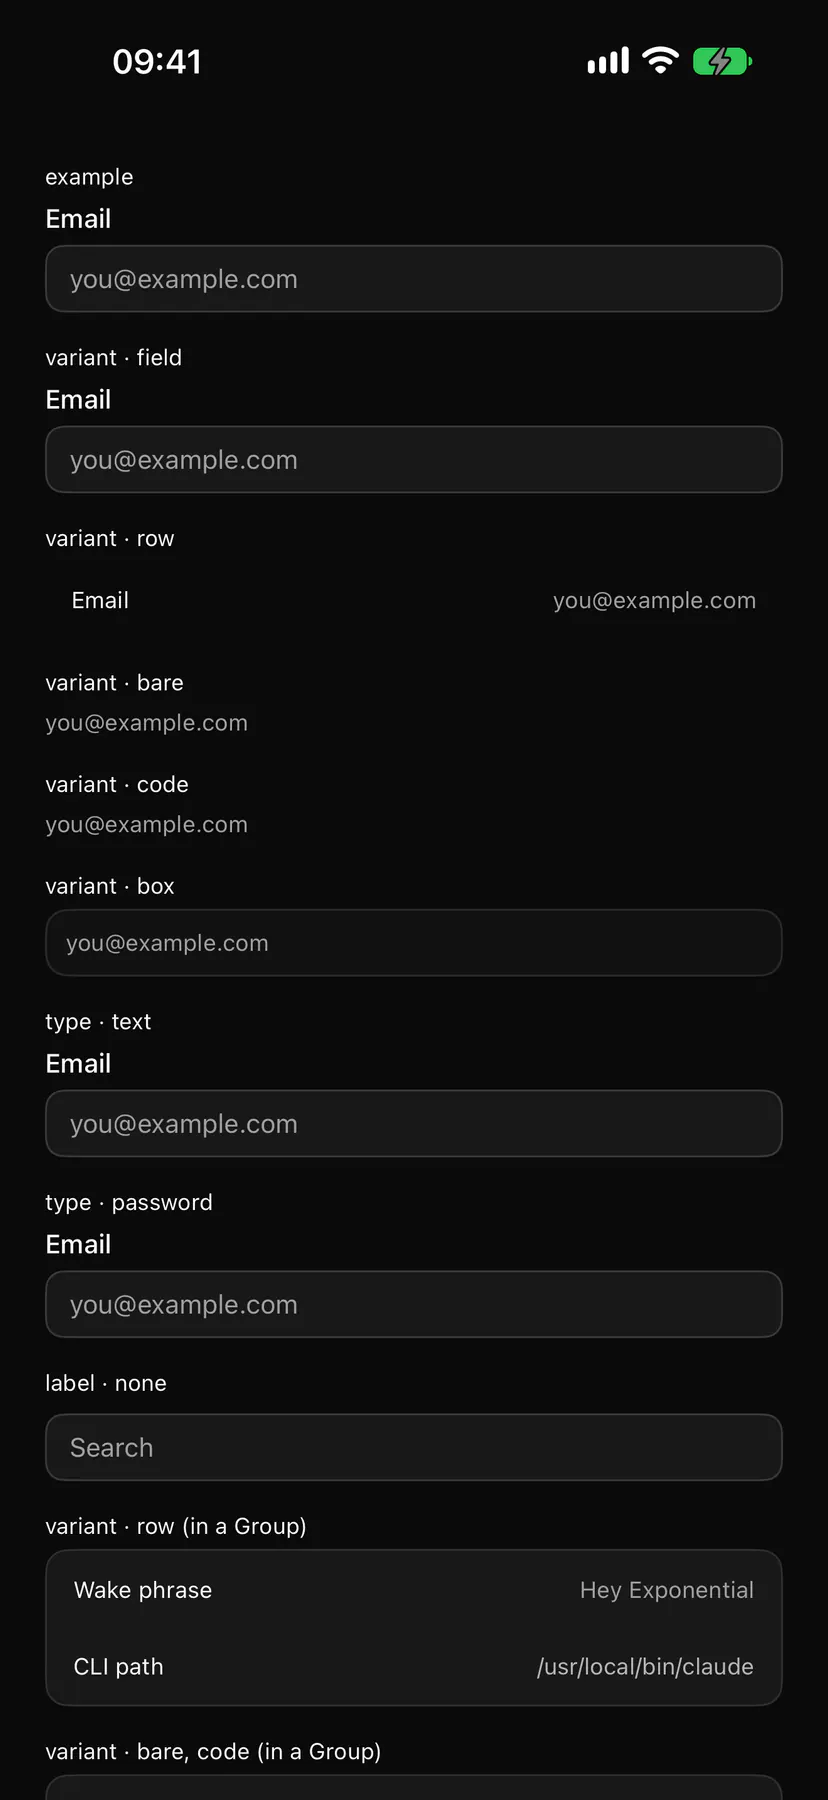 09:41
example
Email
you@example.com
variant · field
Email
you@example.com
variant · row
Email you@example.com
variant · bare
you@example.com
variant · code
you@example.com
variant · box
you@example.com
type · text
Email
you@example.com
type · password
Email
you@example.com
label · none
Search
variant · row (in a Group)
Wake phrase Hey Exponential
CLI path /usr/local/bin/claude
variant · bare, code (in a Group)